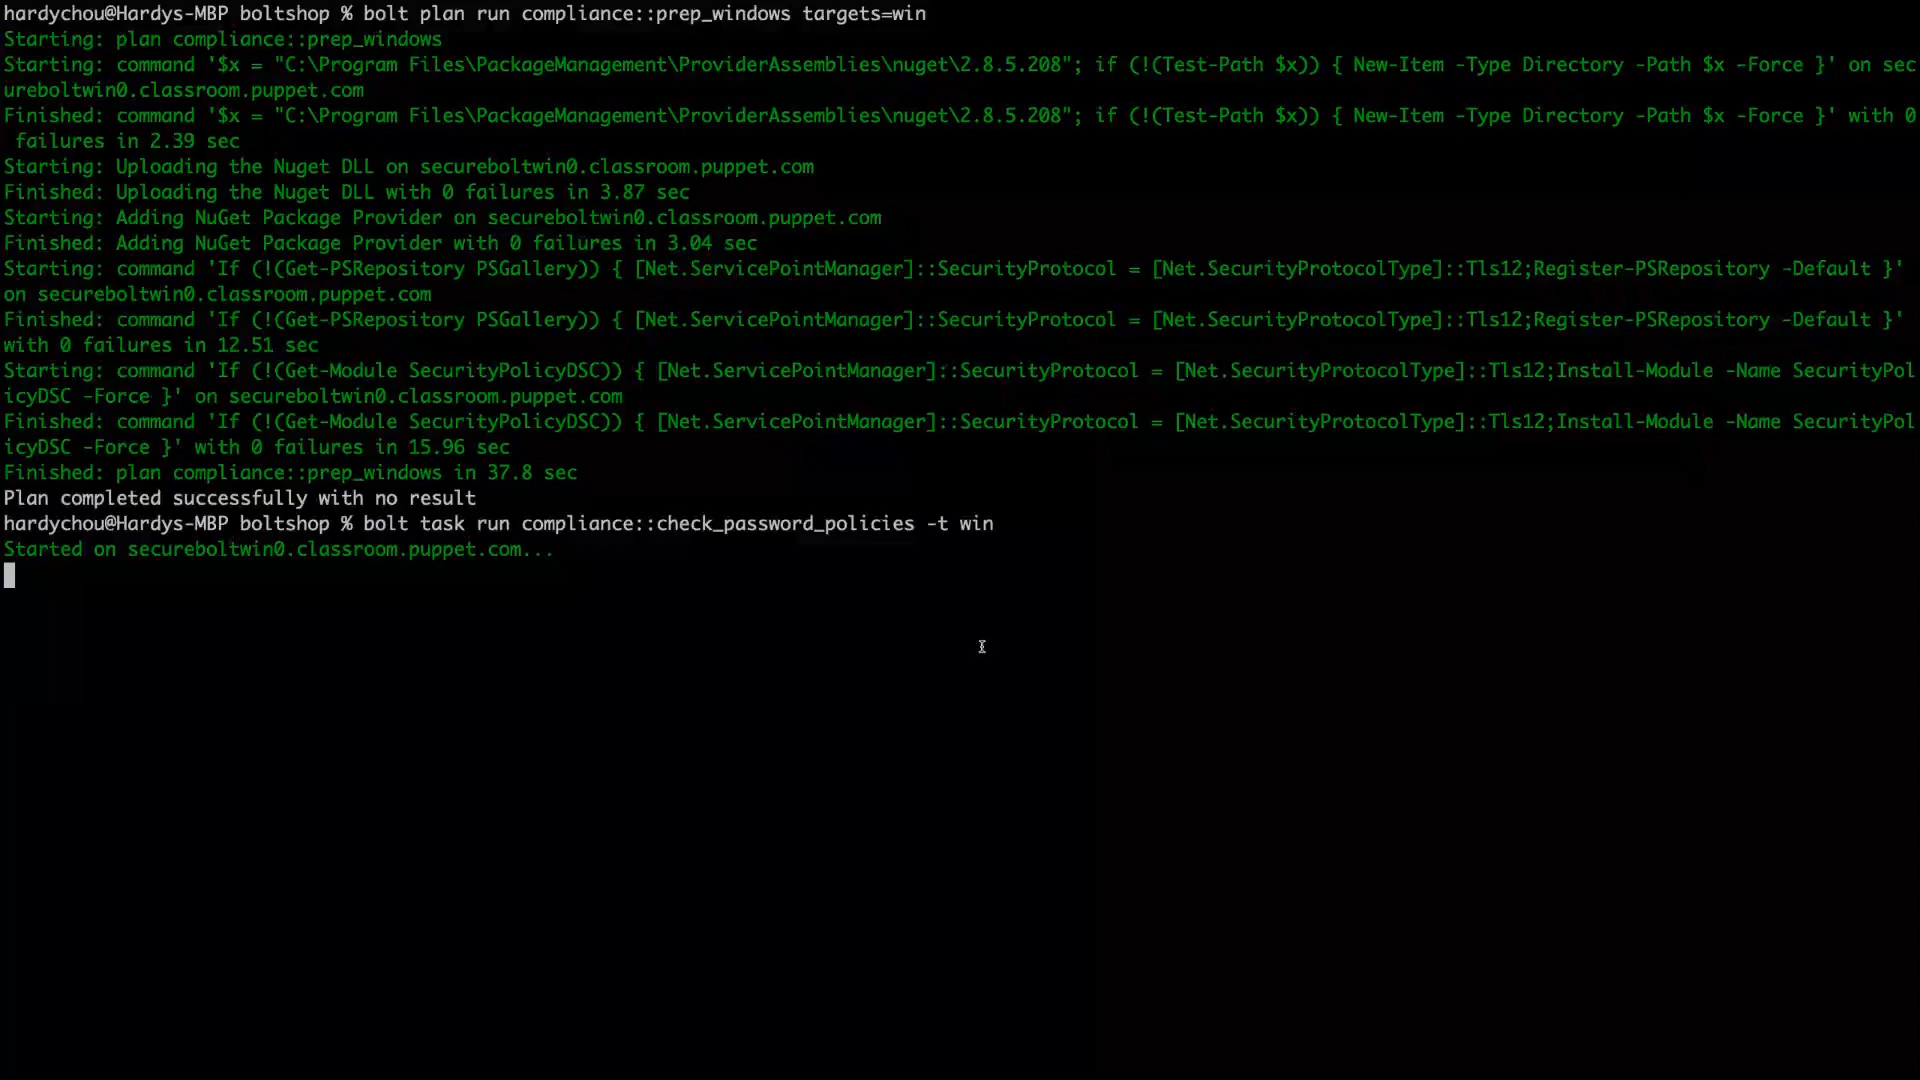 hardychou@Hardys-MBP boltshop % bolt plan run compliance::prep_windows targets=win
Starting: plan compliance::prep_windows
Starting: command '$x = "C:\Program Files\PackageManagement\ProviderAssemblies\nuget\2.8.5.208"; if (!(Test-Path $x)) { New-Item -Type Directory -Path $x -Force }' on sec
ureboltwin0.classroom.puppet.com
Finished: command '$x = "C:\Program Files\PackageManagement\ProviderAssemblies\nuget\2.8.5.208"; if (!(Test-Path $x)) { New-Item -Type Directory -Path $x -Force }' with 0
 failures in 2.39 sec
Starting: Uploading the Nuget DLL on secureboltwin0.classroom.puppet.com
Finished: Uploading the Nuget DLL with 0 failures in 3.87 sec
Starting: Adding NuGet Package Provider on secureboltwin0.classroom.puppet.com
Finished: Adding NuGet Package Provider with 0 failures in 3.04 sec
Starting: command 'If (!(Get-PSRepository PSGallery)) { [Net.ServicePointManager]::SecurityProtocol = [Net.SecurityProtocolType]::Tls12;Register-PSRepository -Default }'
on secureboltwin0.classroom.puppet.com
Finished: command 'If (!(Get-PSRepository PSGallery)) { [Net.ServicePointManager]::SecurityProtocol = [Net.SecurityProtocolType]::Tls12;Register-PSRepository -Default }'
with 0 failures in 12.51 sec
Starting: command 'If (!(Get-Module SecurityPolicyDSC)) { [Net.ServicePointManager]::SecurityProtocol = [Net.SecurityProtocolType]::Tls12;Install-Module -Name SecurityPol
icyDSC -Force }' on secureboltwin0.classroom.puppet.com
Finished: command 'If (!(Get-Module SecurityPolicyDSC)) { [Net.ServicePointManager]::SecurityProtocol = [Net.SecurityProtocolType]::Tls12;Install-Module -Name SecurityPol
icyDSC -Force }' with 0 failures in 15.96 sec
Finished: plan compliance::prep_windows in 37.8 sec
Plan completed successfully with no result
hardychou@Hardys-MBP boltshop % bolt task run compliance::check_password_policies -t win
Started on secureboltwin0.classroom.puppet.com...